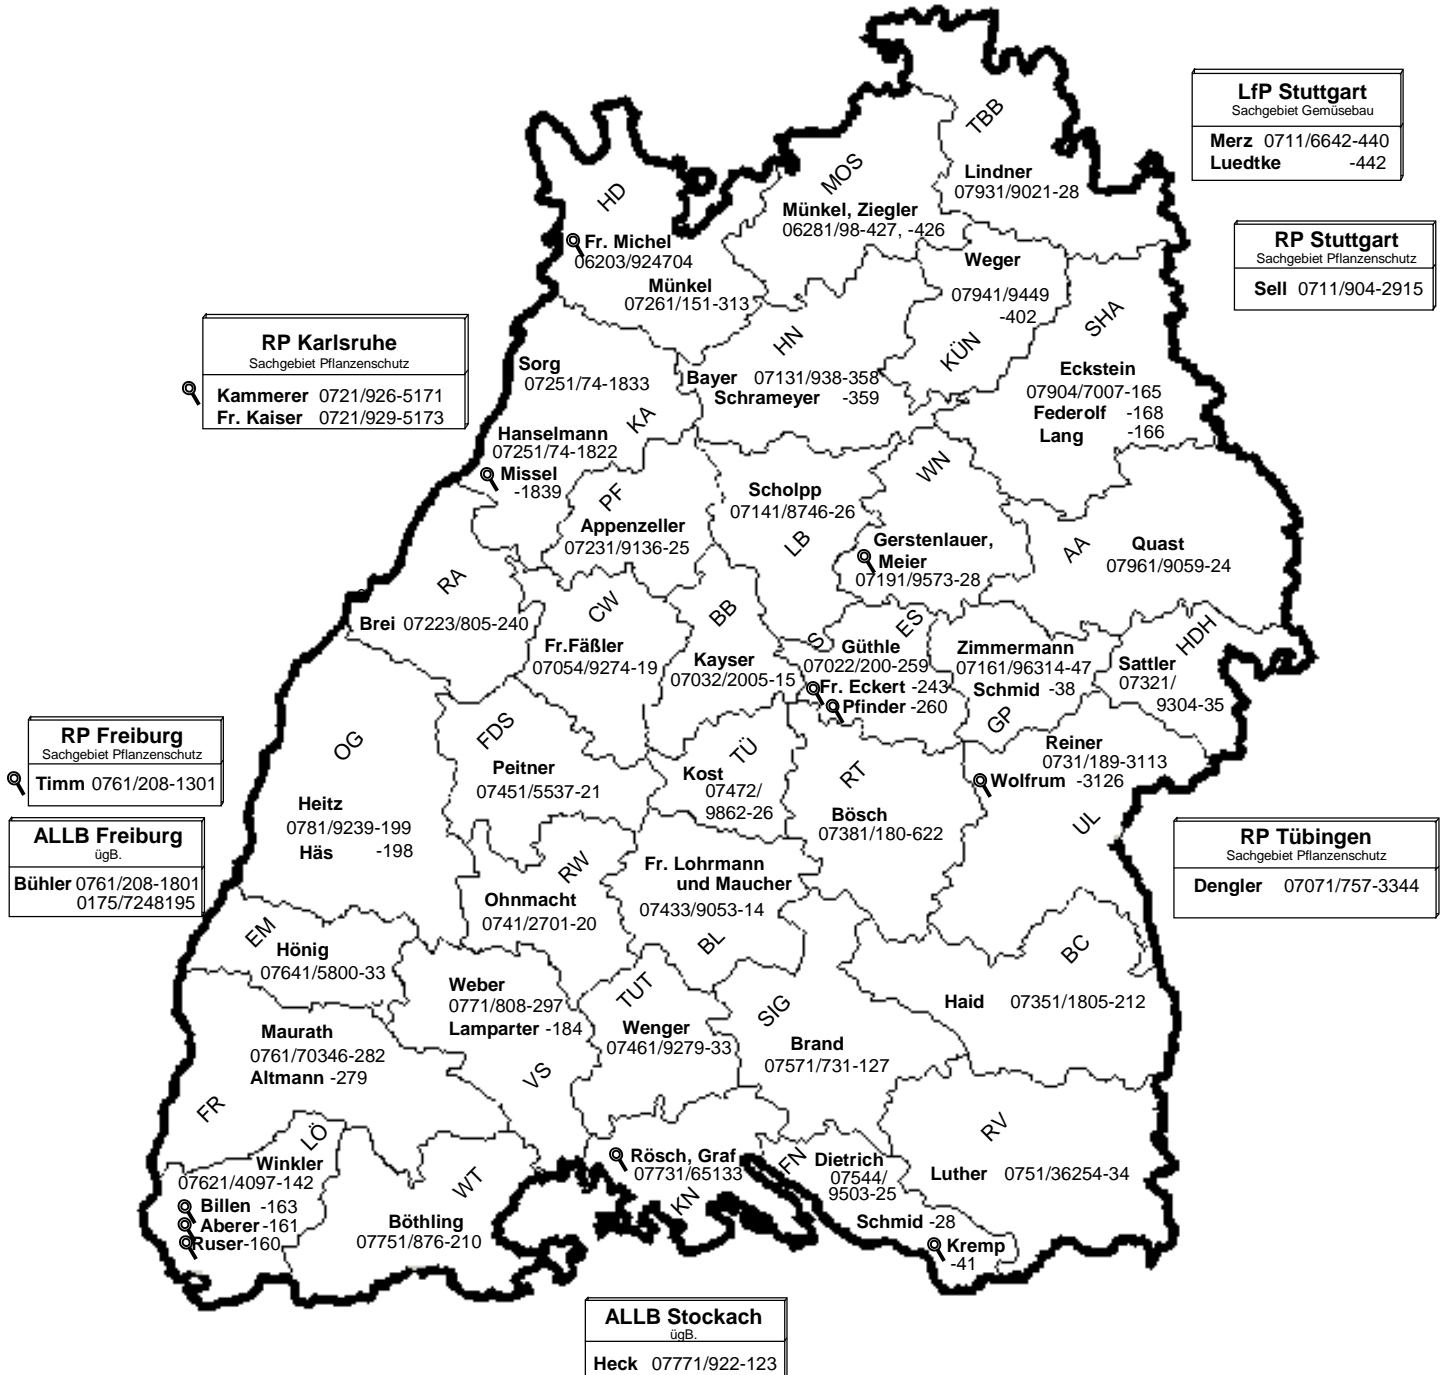 LfP Stuttgart
Sachgebiet Gemüsebau
Merz 0711/6642-440
Luedtke -442
RP Stuttgart
Sachgebiet Pflanzenschutz
Sell 0711/904-2915
TBB
Lindner
07931/9021-28
MOS
Münkel, Ziegler
06281/98-427, -426
HD
Fr. Michel
06203/924704
Münkel
07261/151-313
Weger
07941/9449
-402
KÜN
SHA
Eckstein
07904/7007-165
Federolf -168
Lang -166
HN
Bayer 07131/938-358
Schrameyer -359
RP Karlsruhe
Sachgebiet Pflanzenschutz
Kammerer 0721/926-5171
Fr. Kaiser 0721/929-5173
Sorg
07251/74-1833
KA
Hanselmann
07251/74-1822
Missel
-1839
PF
Appenzeller
07231/9136-25
Scholpp
07141/8746-26
LB
WN
Gerstenlauer,
Meier
07191/9573-28
AA
Quast
07961/9059-24
RA
Brei 07223/805-240
CW
Fr.Fäßler
07054/9274-19
BB
Kayser
07032/2005-15
S
ES
Güthle
07022/200-259
Fr. Eckert -243
Pfinder -260
Zimmermann
07161/96314-47
Schmid -38
GP
HDH
Sattler
07321/
9304-35
RP Freiburg
Sachgebiet Pflanzenschutz
Timm 0761/208-1301
ALLB Freiburg
ügB.
Bühler 0761/208-1801
0175/7248195
OG
Heitz
0781/9239-199
Häs -198
FDS
Peitner
07451/5537-21
TÜ
Kost
07472/
9862-26
RT
Bösch
07381/180-622
Reiner
0731/189-3113
Wolfrum -3126
UL
RP Tübingen
Sachgebiet Pflanzenschutz
Dengler 07071/757-3344
RW
Ohnmacht
0741/2701-20
Fr. Lohrmann
und Maucher
07433/9053-14
BL
EM
Hönig
07641/5800-33
Weber
0771/808-297
Lamparter -184
VS
TUT
Wenger
07461/9279-33
SIG
Brand
07571/731-127
BC
Haid 07351/1805-212
Maurath
0761/70346-282
Altmann -279
FR
LÖ
Winkler
07621/4097-142
Billen -163
Aberer -161
Ruser -160
WT
Böthling
07751/876-210
Rösch, Graf
07731/65133
KN
FN
Dietrich
07544/
9503-25
Schmid -28
Kremp
-41
RV
Luther 0751/36254-34
ALLB Stockach
ügB.
Heck 07771/922-123